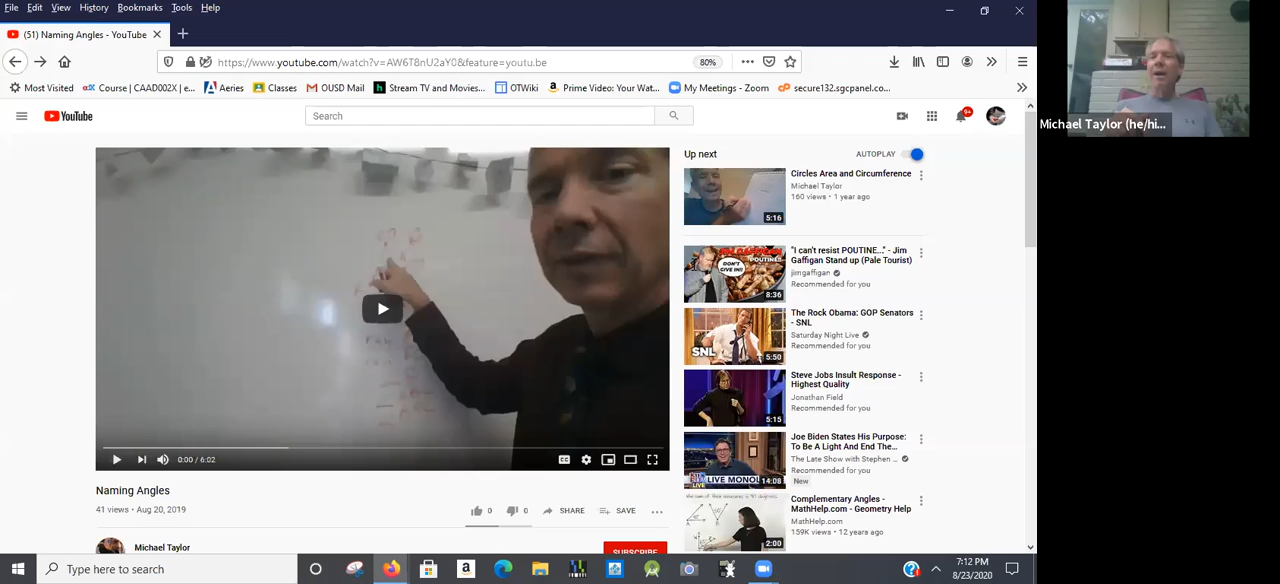 File Edit View History Bookmarks Tools Help
(51) Naming Angles - YouTube
https://www.youtube.com/watch?v=AW6T8nU2aY0&feature=youtu.be
80%
Most Visited
Course | CAAD002X | e...
Aeries
Classes
OUSD Mail
Stream TV and Movies...
OTWiki
Prime Video: Your Wat...
My Meetings - Zoom
secure132.sgcpanel.co...
YouTube
Search
9+
Michael Taylor (he/hi...
Up next
AUTOPLAY
Circles Area and Circumference
Michael Taylor
160 views • 1 year ago
5:16
"I can't resist POUTINE..." - Jim
Gaffigan Stand up (Pale Tourist)
jimgaffigan
Recommended for you
DON'T
GIVE IN!
8:36
The Rock Obama: GOP Senators
- SNL
Saturday Night Live
Recommended for you
SNL
5:50
Steve Jobs Insult Response -
Highest Quality
Jonathan Field
Recommended for you
5:15
Joe Biden States His Purpose:
To Be A Light And End The...
The Late Show with Stephen ...
Recommended for you
New
LIVE MONO
14:08
Complementary Angles -
MathHelp.com - Geometry Help
MathHelp.com
159K views • 12 years ago
2:00
0:00 / 6:02
CC
Naming Angles
41 views • Aug 20, 2019
0
0
SHARE
SAVE
Michael Taylor
SUBSCRIBE
Type here to search
7:12 PM
8/23/2020